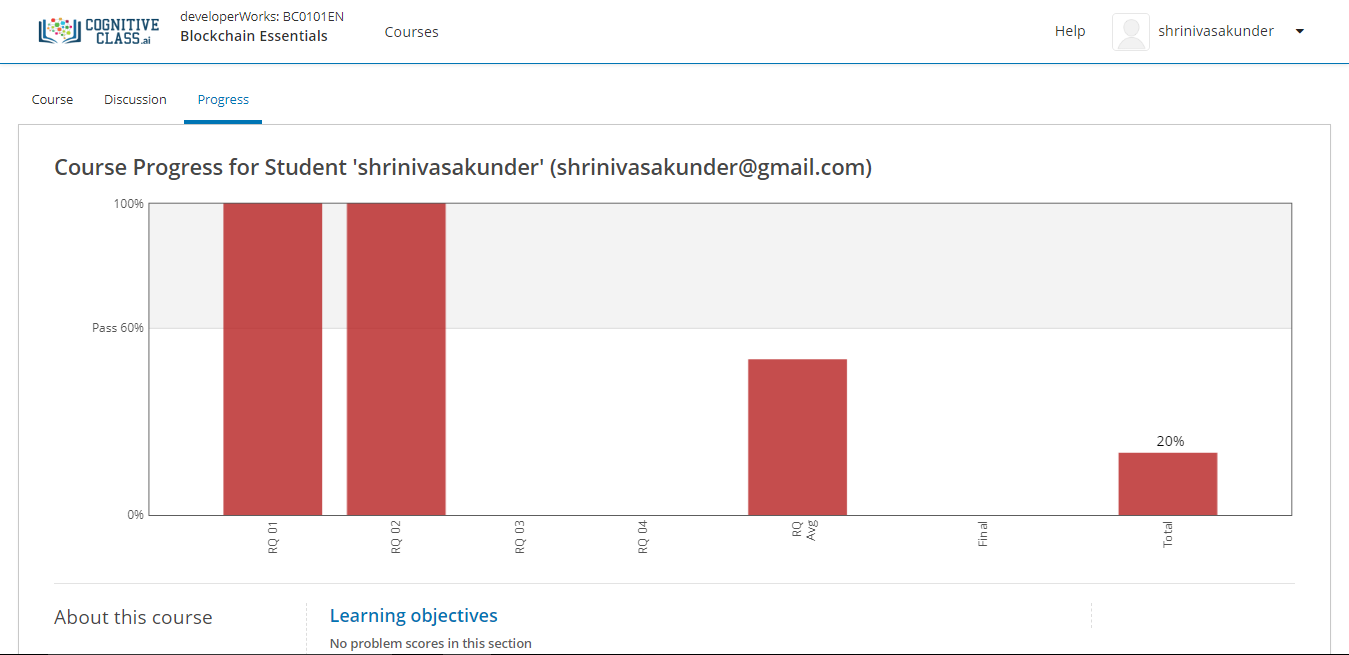 COGNITIVE
CLASS.ai
developerWorks: BC0101EN
Blockchain Essentials
Courses
Help
shrinivasakunder
Course
Discussion
Progress
Course Progress for Student 'shrinivasakunder' (shrinivasakunder@gmail.com)
100%
Pass 60%
0%
20%
RQ 01
RQ 02
RQ 03
RQ 04
RQ
Avg
Final
Total
About this course
Learning objectives
No problem scores in this section